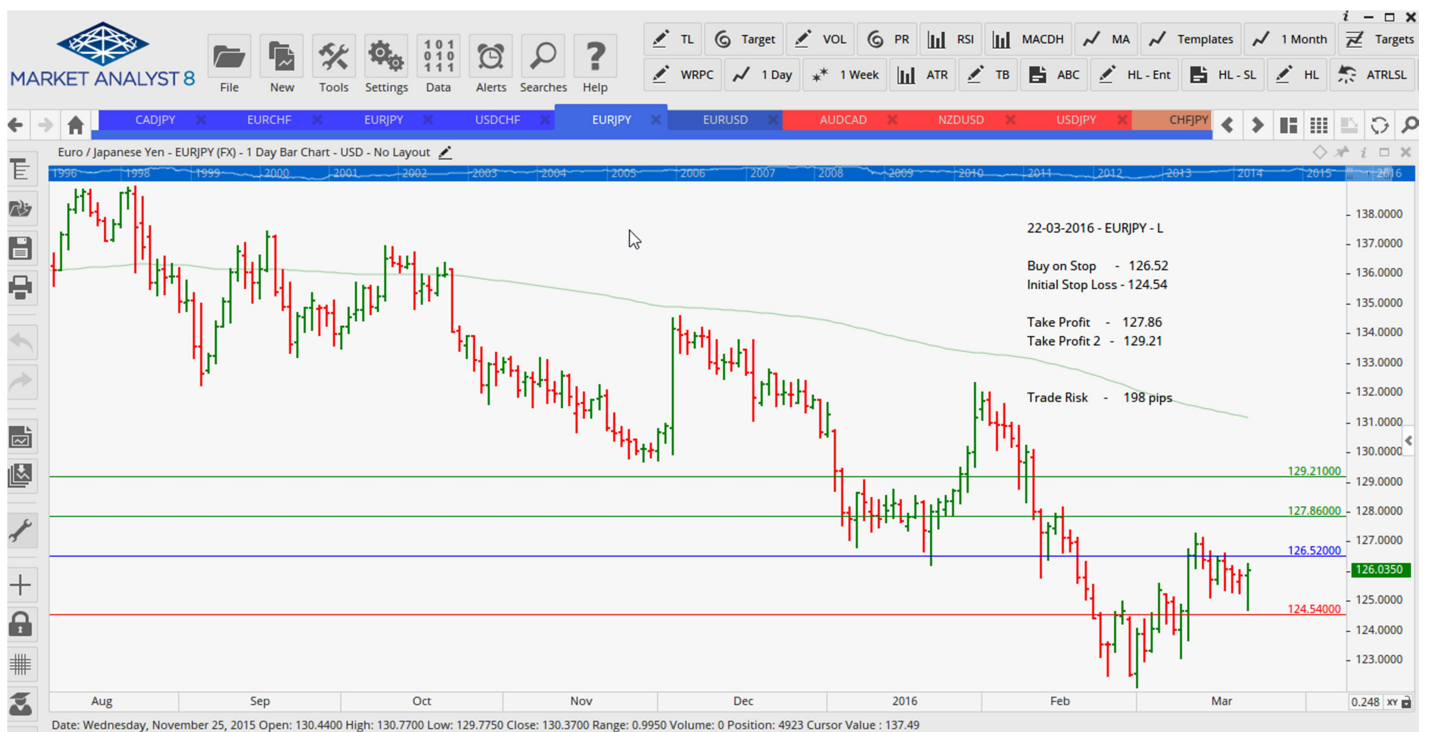 i
TL Target VOL PR RSI MACDH MA Templates 1 Month Targets
MARKET ANALYST 8
File New Tools Settings Data Alerts Searches Help
101
010
111
WRPC 1 Day 1 Week ATR TB ABC HL - Ent HL - SL HL ATRLSL
CADJPY EURCHF EURJPY USDCHF EURJPY EURUSD AUDCAD NZDUSD USDJPY CHFJPY
Euro / Japanese Yen - EURJPY (FX) - 1 Day Bar Chart - USD - No Layout
1996 1998 1999 2000 2001 2002 2003 2004 2005 2006 2007 2008 2009 2010 2011 2012 2013 2014 2015 2016
22-03-2016 - EURJPY - L
Buy on Stop - 126.52
Initial Stop Loss - 124.54
Take Profit - 127.86
Take Profit 2 - 129.21
Trade Risk - 198 pips
138.0000
137.0000
136.0000
135.0000
134.0000
133.0000
132.0000
131.0000
130.0000
129.21000
129.0000
127.86000
128.0000
127.0000
126.52000
126.0350
125.0000
124.54000
124.0000
123.0000
Aug Sep Oct Nov Dec 2016 Feb Mar
0.248 XY
Date: Wednesday, November 25, 2015 Open: 130.4400 High: 130.7700 Low: 129.7750 Close: 130.3700 Range: 0.9950 Volume: 0 Position: 4923 Cursor Value : 137.49